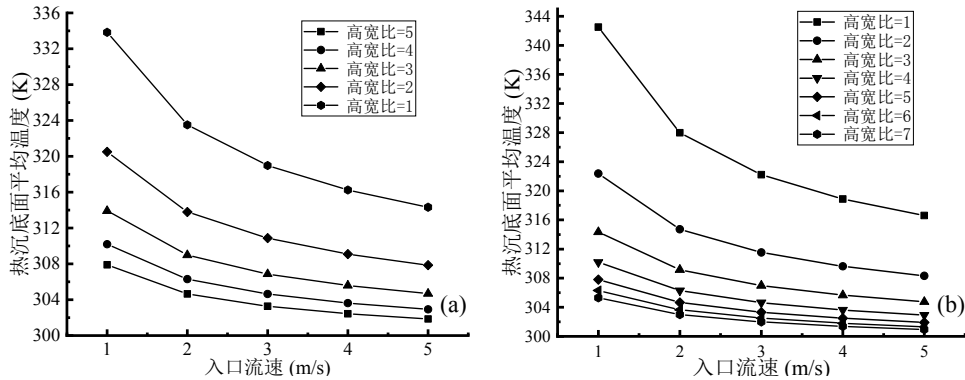 336
332
328
324
320
316
312
308
304
300
热沉底面平均温度 (K)
高宽比=5
高宽比=4
高宽比=3
高宽比=2
高宽比=1
(a)
1 2 3 4 5
入口流速 (m/s)
344
340
336
332
328
324
320
316
312
308
304
300
热沉底面平均温度 (K)
高宽比=1
高宽比=2
高宽比=3
高宽比=4
高宽比=5
高宽比=6
高宽比=7
(b)
1 2 3 4 5
入口流速 (m/s)